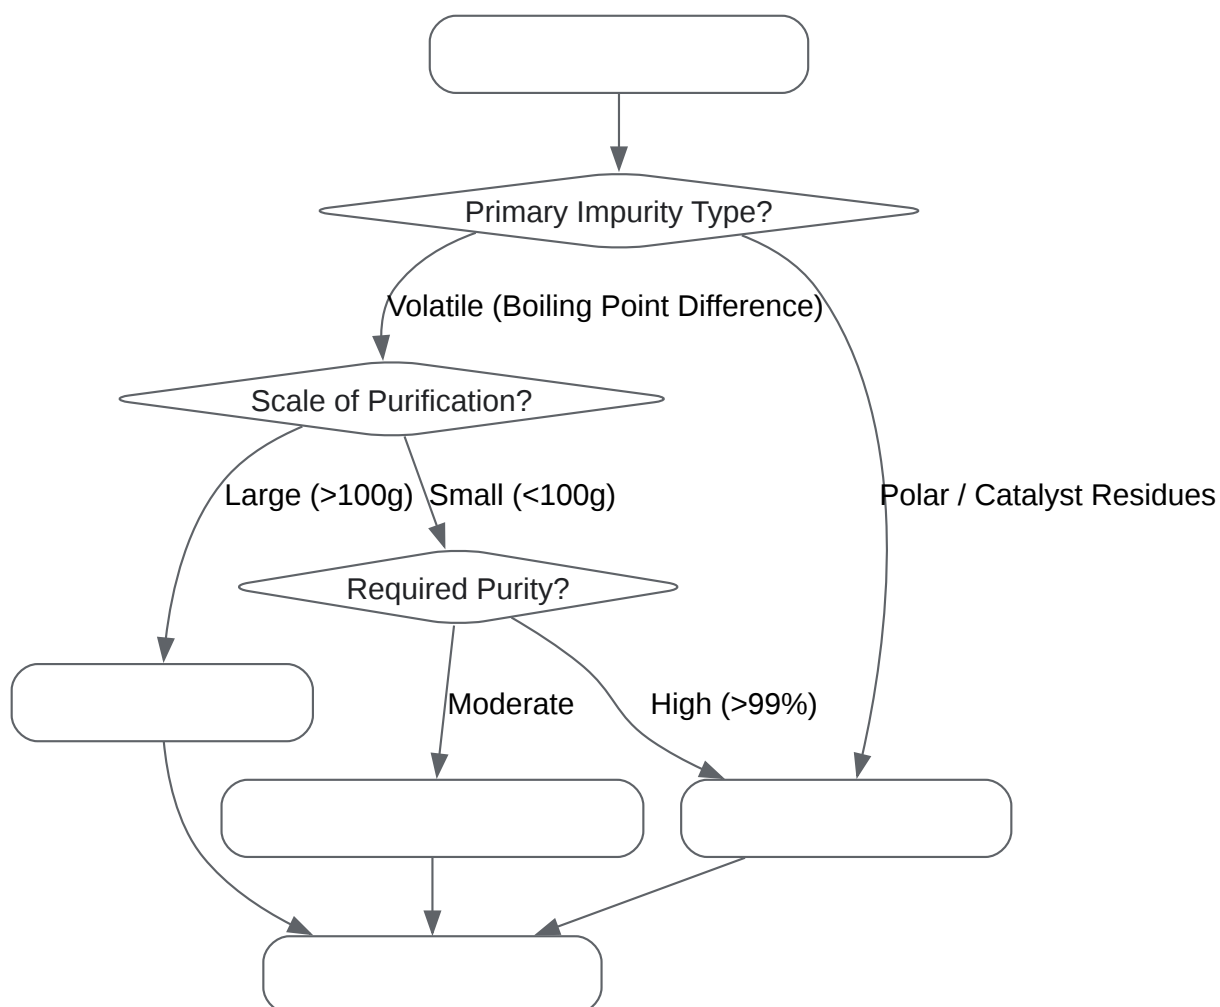 Primary Impurity Type?
Volatile (Boiling Point Difference)
Scale of Purification?
Large (>100g)
Small (<100g)
Polar / Catalyst Residues
Required Purity?
Moderate
High (>99%)